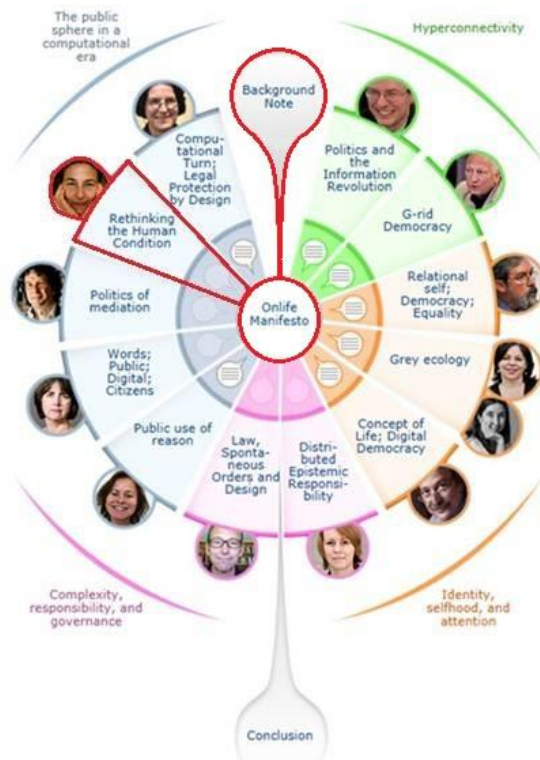 The public
sphere in a
computational
era
Hyperconnectivity
Background
Note
Compu-
tational
Turn;
Legal
Protection
by Design
Politics and
the
Information
Revolution
Rethinking
the Human
Condition
G-rid
Democracy
Politics of
mediation
Onlife
Manifesto
Relational
self;
Democracy;
Equality
Words;
Public;
Digital;
Citizens
Grey ecology
Public use of
reason
Law,
Sponta-
neous
Orders and
Design
Distri-
buted
Epistemic
Responsi-
bility
Concept of
Life; Digital
Democracy
Complexity,
responsibility, and
governance
Identity,
selfhood, and
attention
Conclusion